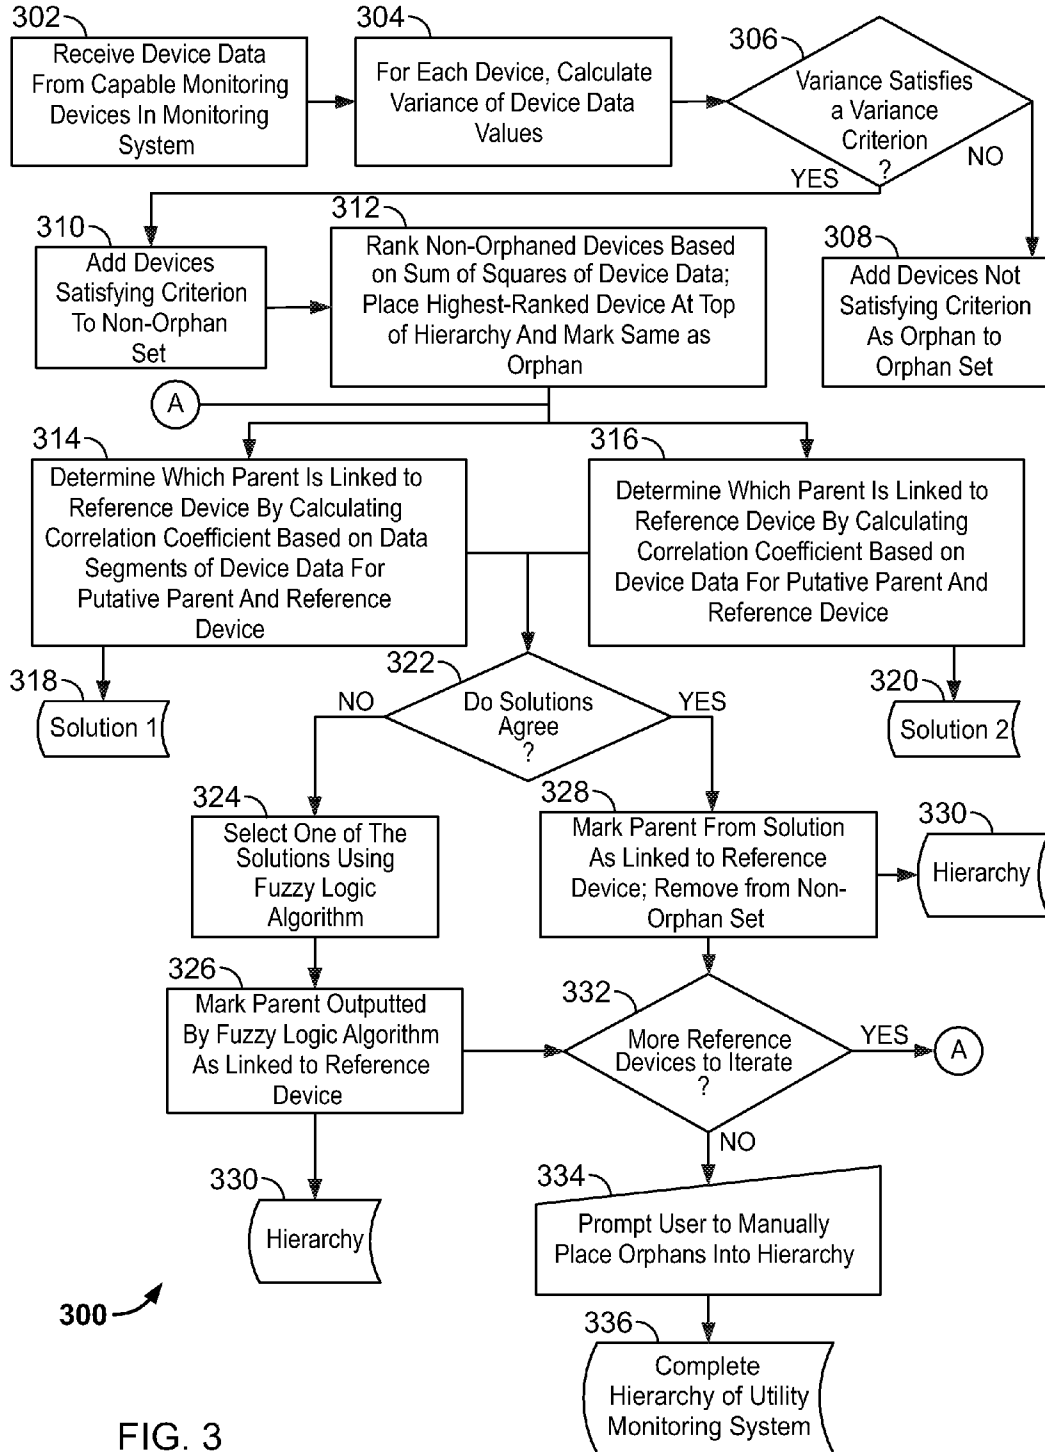 302
Receive Device Data
From Capable Monitoring
Devices In Monitoring
System
304
For Each Device, Calculate
Variance of Device Data
Values
306
Variance Satisfies
a Variance
Criterion
?
YES
NO
308
Add Devices Not
Satisfying Criterion
As Orphan to
Orphan Set
310
Add Devices
Satisfying Criterion
To Non-Orphan
Set
312
Rank Non-Orphaned Devices Based
on Sum of Squares of Device Data;
Place Highest-Ranked Device At Top
of Hierarchy And Mark Same as
Orphan
A
314
Determine Which Parent Is Linked to
Reference Device By Calculating
Correlation Coefficient Based on Data
Segments of Device Data For
Putative Parent And Reference
Device
316
Determine Which Parent Is Linked to
Reference Device By Calculating
Correlation Coefficient Based on
Device Data For Putative Parent And
Reference Device
318
Solution 1
320
Solution 2
322
Do Solutions
Agree
?
NO
YES
324
Select One of The
Solutions Using
Fuzzy Logic
Algorithm
326
Mark Parent Outputted
By Fuzzy Logic Algorithm
As Linked to Reference
Device
328
Mark Parent From Solution
As Linked to Reference
Device; Remove from Non-
Orphan Set
330
Hierarchy
332
More Reference
Devices to Iterate
?
YES
A
NO
330
Hierarchy
334
Prompt User to Manually
Place Orphans Into Hierarchy
336
Complete
Hierarchy of Utility
Monitoring System
300
FIG. 3